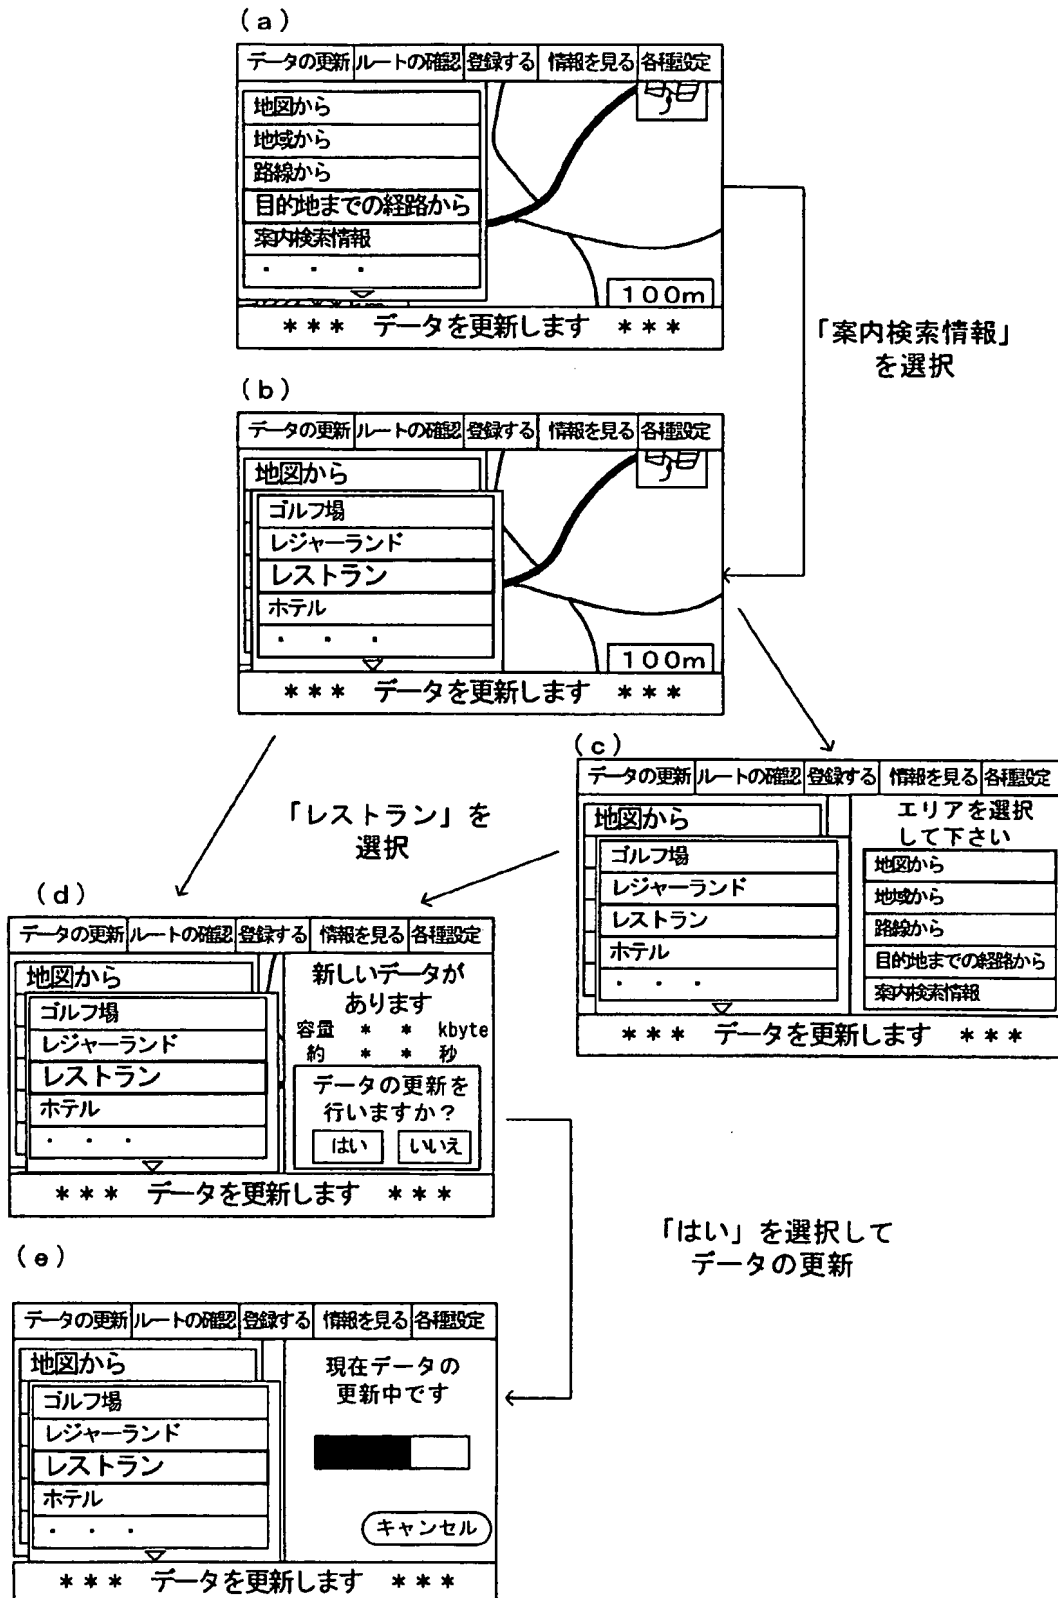 (a)
データの更新 ルートの確認 登録する 情報を見る 各種設定
地図から
地域から
路線から
目的地までの経路から
案内検索情報
・ ・ ・
100m
*** データを更新します ***
「案内検索情報」
を選択
(b)
データの更新 ルートの確認 登録する 情報を見る 各種設定
地図から
ゴルフ場
レジャーランド
レストラン
ホテル
・ ・ ・
100m
*** データを更新します ***
「レストラン」を
選択
(c)
データの更新 ルートの確認 登録する 情報を見る 各種設定
地図から
ゴルフ場
レジャーランド
レストラン
ホテル
・ ・ ・
エリアを選択
して下さい
地図から
地域から
路線から
目的地までの経路から
案内検索情報
*** データを更新します ***
(d)
データの更新 ルートの確認 登録する 情報を見る 各種設定
地図から
ゴルフ場
レジャーランド
レストラン
ホテル
・ ・ ・
新しいデータが
あります
容量 * * kbyte
約 * * 秒
データの更新を
行いますか?
はい いいえ
*** データを更新します ***
「はい」を選択して
データの更新
(e)
データの更新 ルートの確認 登録する 情報を見る 各種設定
地図から
ゴルフ場
レジャーランド
レストラン
ホテル
・ ・ ・
現在データの
更新中です
キャンセル
*** データを更新します ***